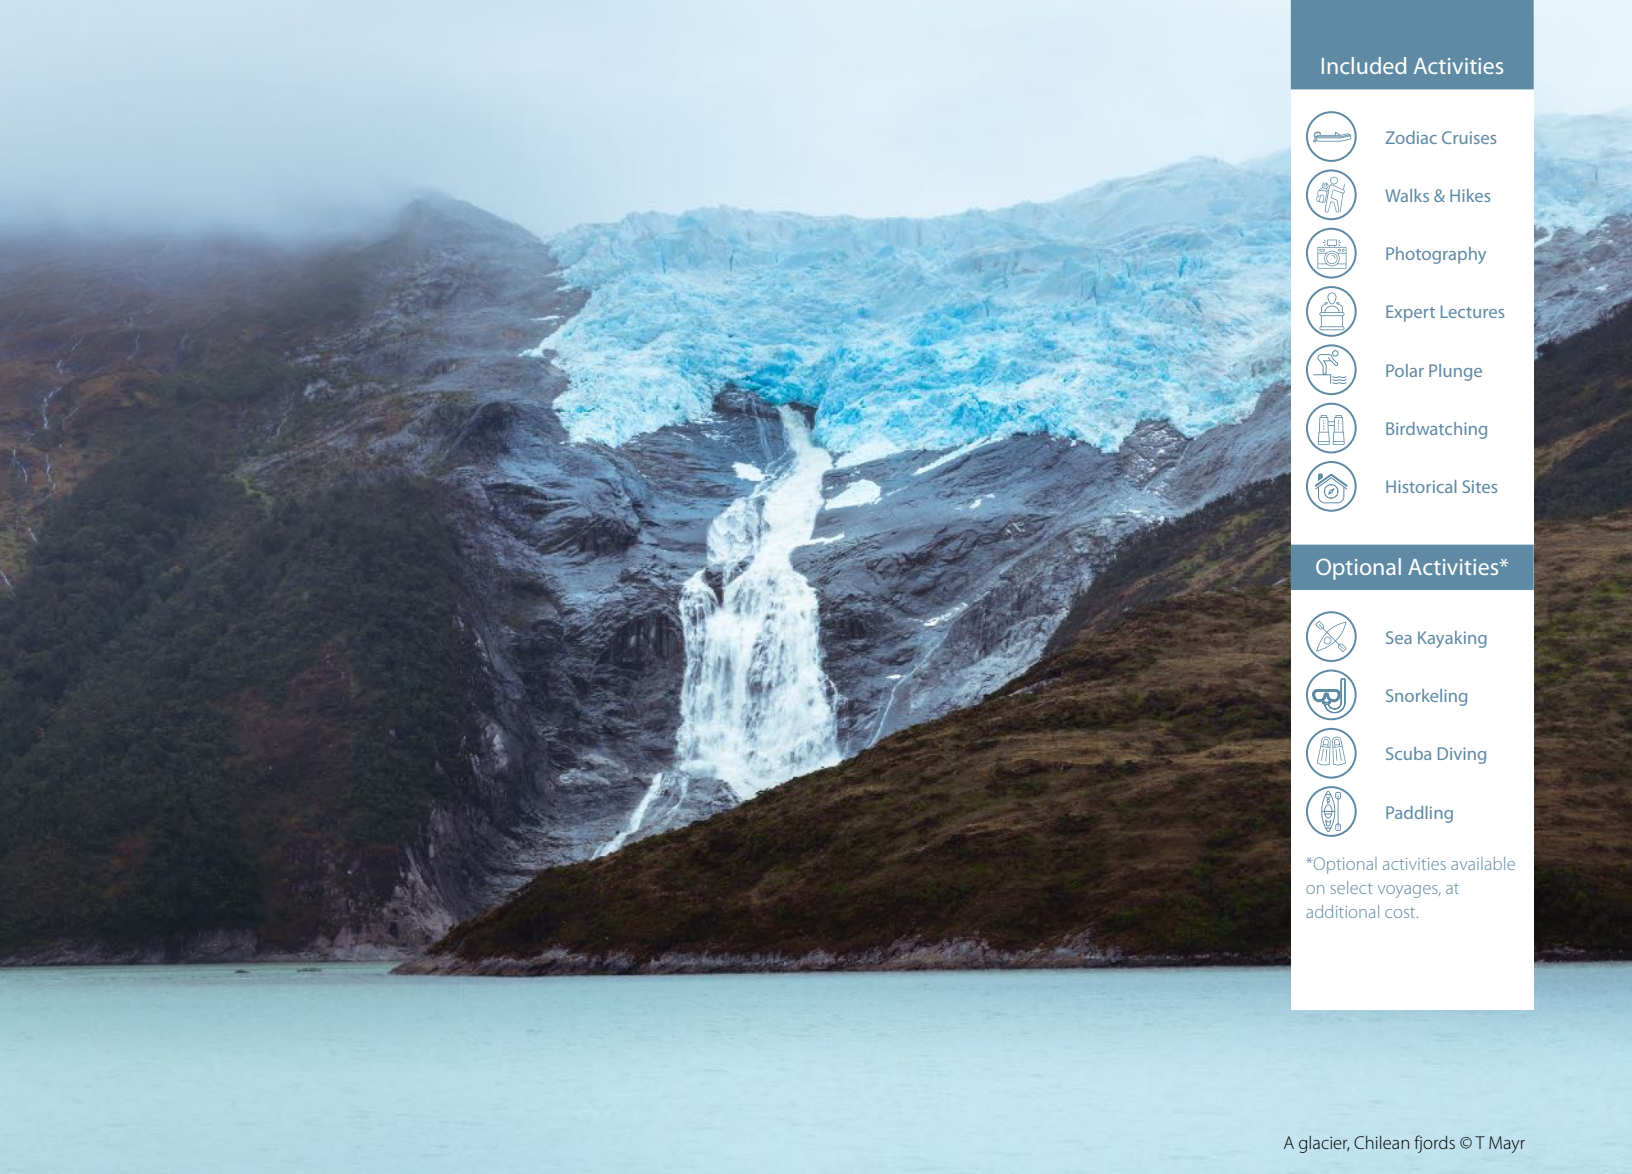 Included Activities
Zodiac Cruises
Walks & Hikes
Photography
Expert Lectures
Polar Plunge
Birdwatching
Historical Sites
Optional Activities*
Sea Kayaking
Snorkeling
Scuba Diving
Paddling
*Optional activities available
on select voyages, at
additional cost.
A glacier, Chilean fjords © T Mayr